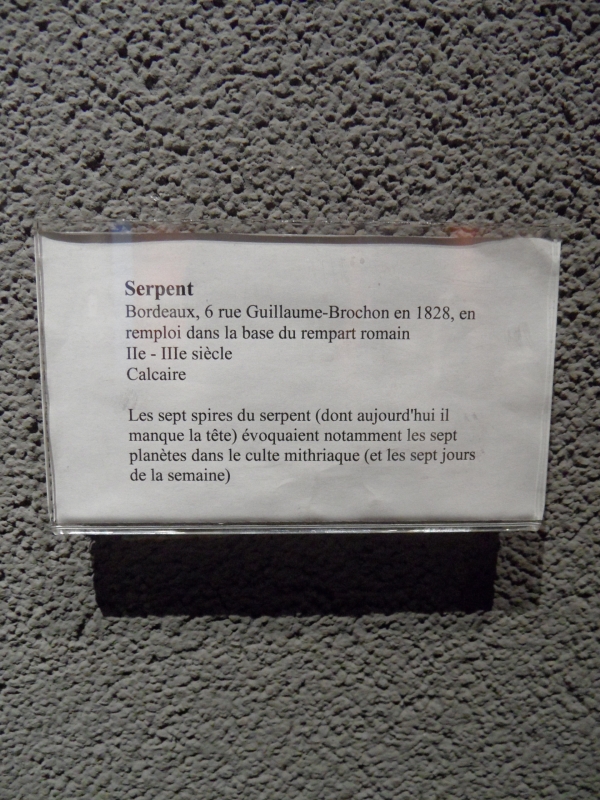 Serpent
Bordeaux, 6 rue Guillaume-Brochon en 1828, en
remploi dans la base du rempart romain
IIe - IIIe siècle
Calcaire
Les sept spires du serpent (dont aujourd'hui il
manque la tête) évoquaient notamment les sept
planètes dans le culte mithriaque (et les sept jours
de la semaine)